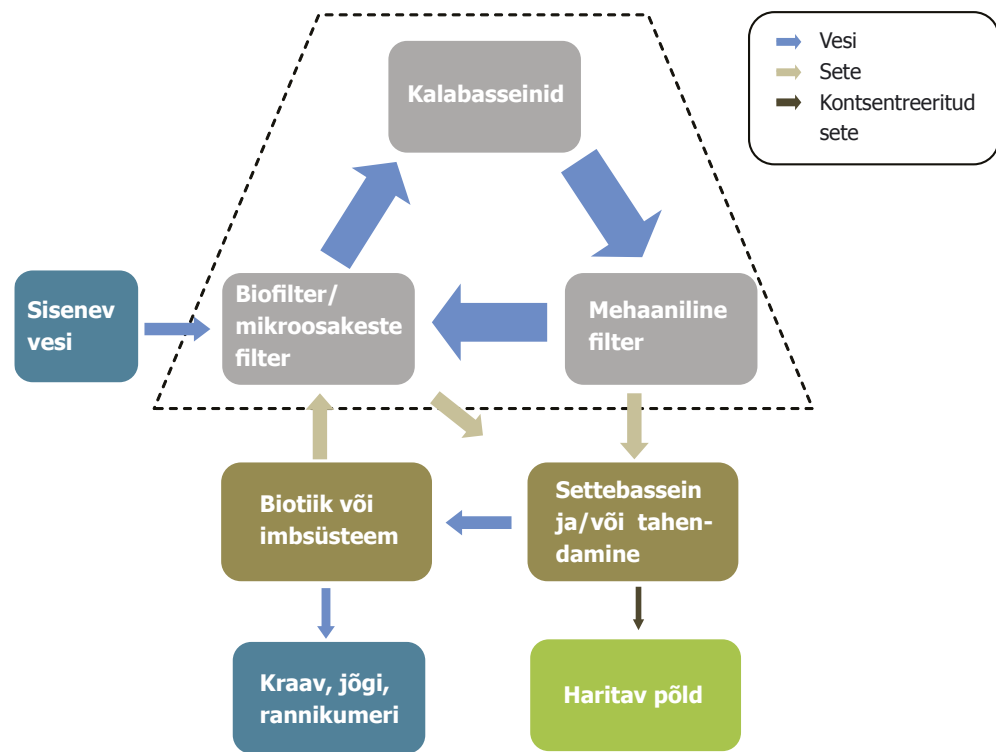 Kalabasseinid
Vesi
Sete
Kontsentreeritud
sete
Sisenev
vesi
Biofilter/
mikroosakeste
filter
Mehaaniline
filter
Biotiik või
imbsüsteem
Settebassein
ja/või tahen-
damine
Kraav, jõgi,
rannikumeri
Haritav põld